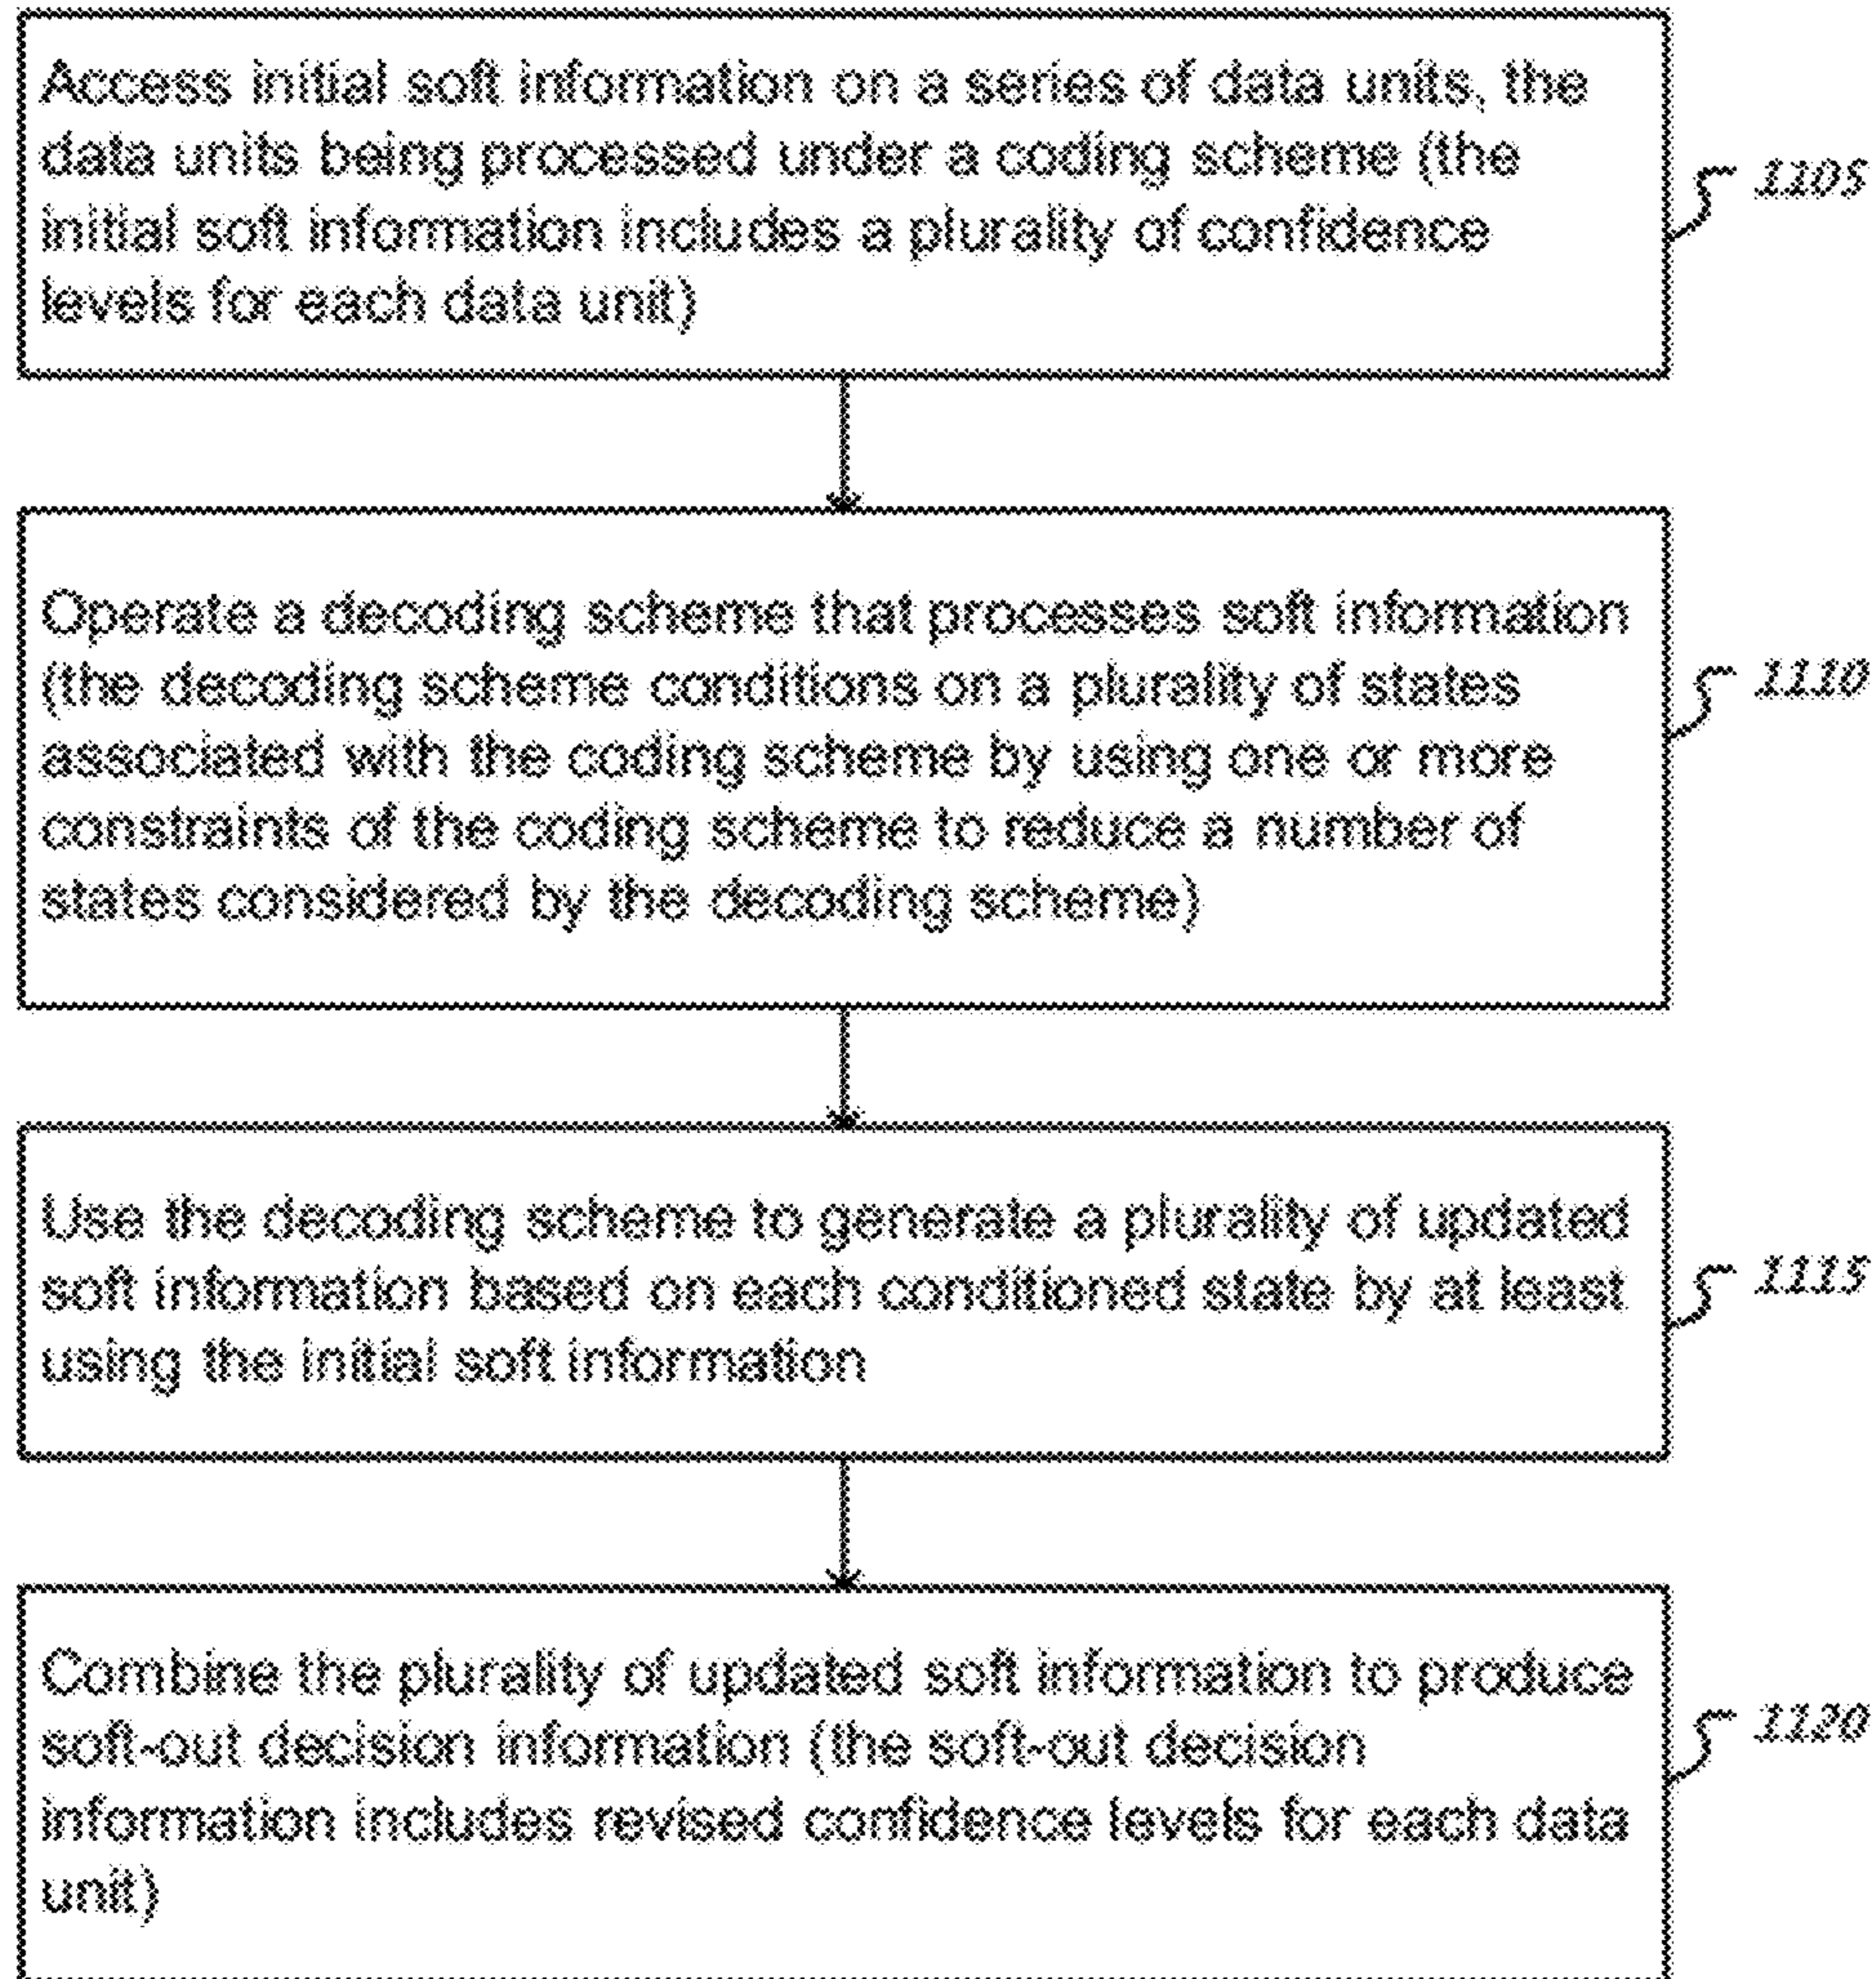 Access initial soft information on a series of data units, the
data units being processed under a coding scheme (the
initial soft information includes a plurality of confidence
levels for each data unit)
1105
Operate a decoding scheme that processes soft information
(the decoding scheme conditions on a plurality of states
associated with the coding scheme by using one or more
constraints of the coding scheme to reduce a number of
states considered by the decoding scheme)
1110
Use the decoding scheme to generate a plurality of updated
soft information based on each conditioned state by at least
using the initial soft information
1115
Combine the plurality of updated soft information to produce
soft-out decision information (the soft-out decision
information includes revised confidence levels for each data
unit)
1120